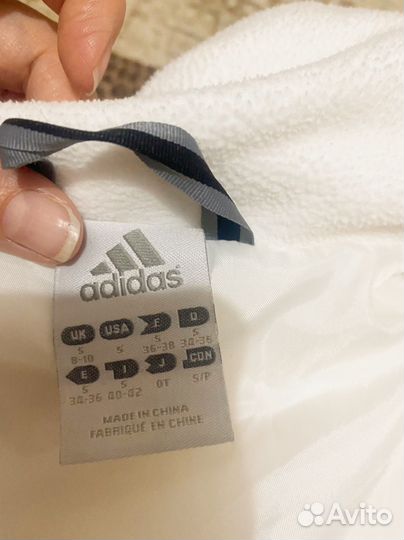 adidas
UK USA F D
S S S S
8-10 36-38 34-36
E I J CDN
S S OT S/P
34-36 40-42
MADE IN CHINA
FABRIQUÉ EN CHINE
Avito